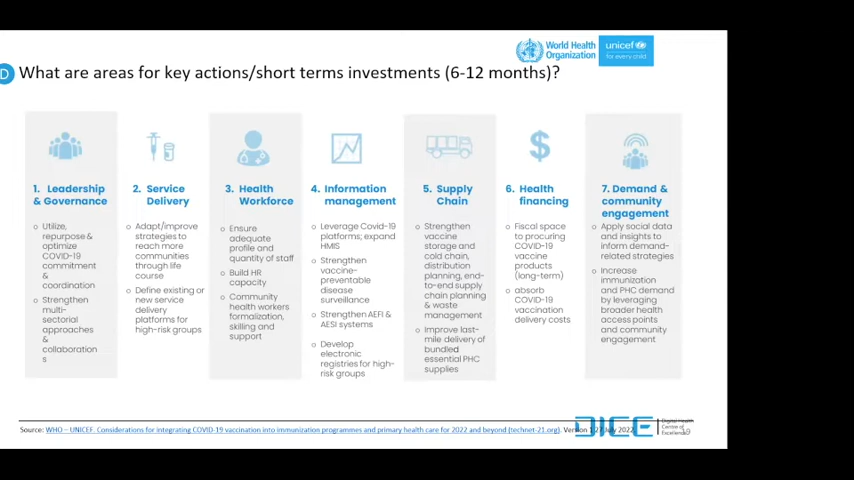 World Health
Organization
unicef
for every child
D
What are areas for key actions/short terms investments (6-12 months)?
1. Leadership
& Governance
o Utilize,
repurpose &
optimize
COVID-19
commitment
&
coordination
o Strengthen
multi-
sectorial
approaches
&
collaboration
s
2. Service
Delivery
o Adapt/improve
strategies to
reach more
communities
through life
course
o Define existing or
new service
delivery
platforms for
high-risk groups
3. Health
Workforce
o Ensure
adequate
profile and
quantity of staff
o Build HR
capacity
o Community
health workers
formalization,
skilling and
support
4. Information
management
o Leverage Covid-19
platforms; expand
HMIS
o Strengthen
vaccine-
preventable
disease
surveillance
o Strengthen AEFI &
AESI systems
o Develop
electronic
registries for high-
risk groups
5. Supply
Chain
o Strengthen
vaccine
storage and
cold chain,
distribution
planning, end-
to-end supply
chain planning
& waste
management
o Improve last-
mile delivery of
bundled
essential PHC
supplies
6. Health
financing
$
o Fiscal space
to procuring
COVID-19
vaccine
products
(long-term)
o absorb
COVID-19
vaccination
delivery costs
7. Demand &
community
engagement
o Apply social data
and insights to
inform demand-
related strategies
o Increase
immunization
and PHC demand
by leveraging
broader health
access points
and community
engagement
Source: WHO – UNICEF. Considerations for integrating COVID-19 vaccination into immunization programmes and primary health care for 2022 and beyond (technet-21.org). Version 1 27 July 2022
DICE
Digital Health
Centre of
Excellence